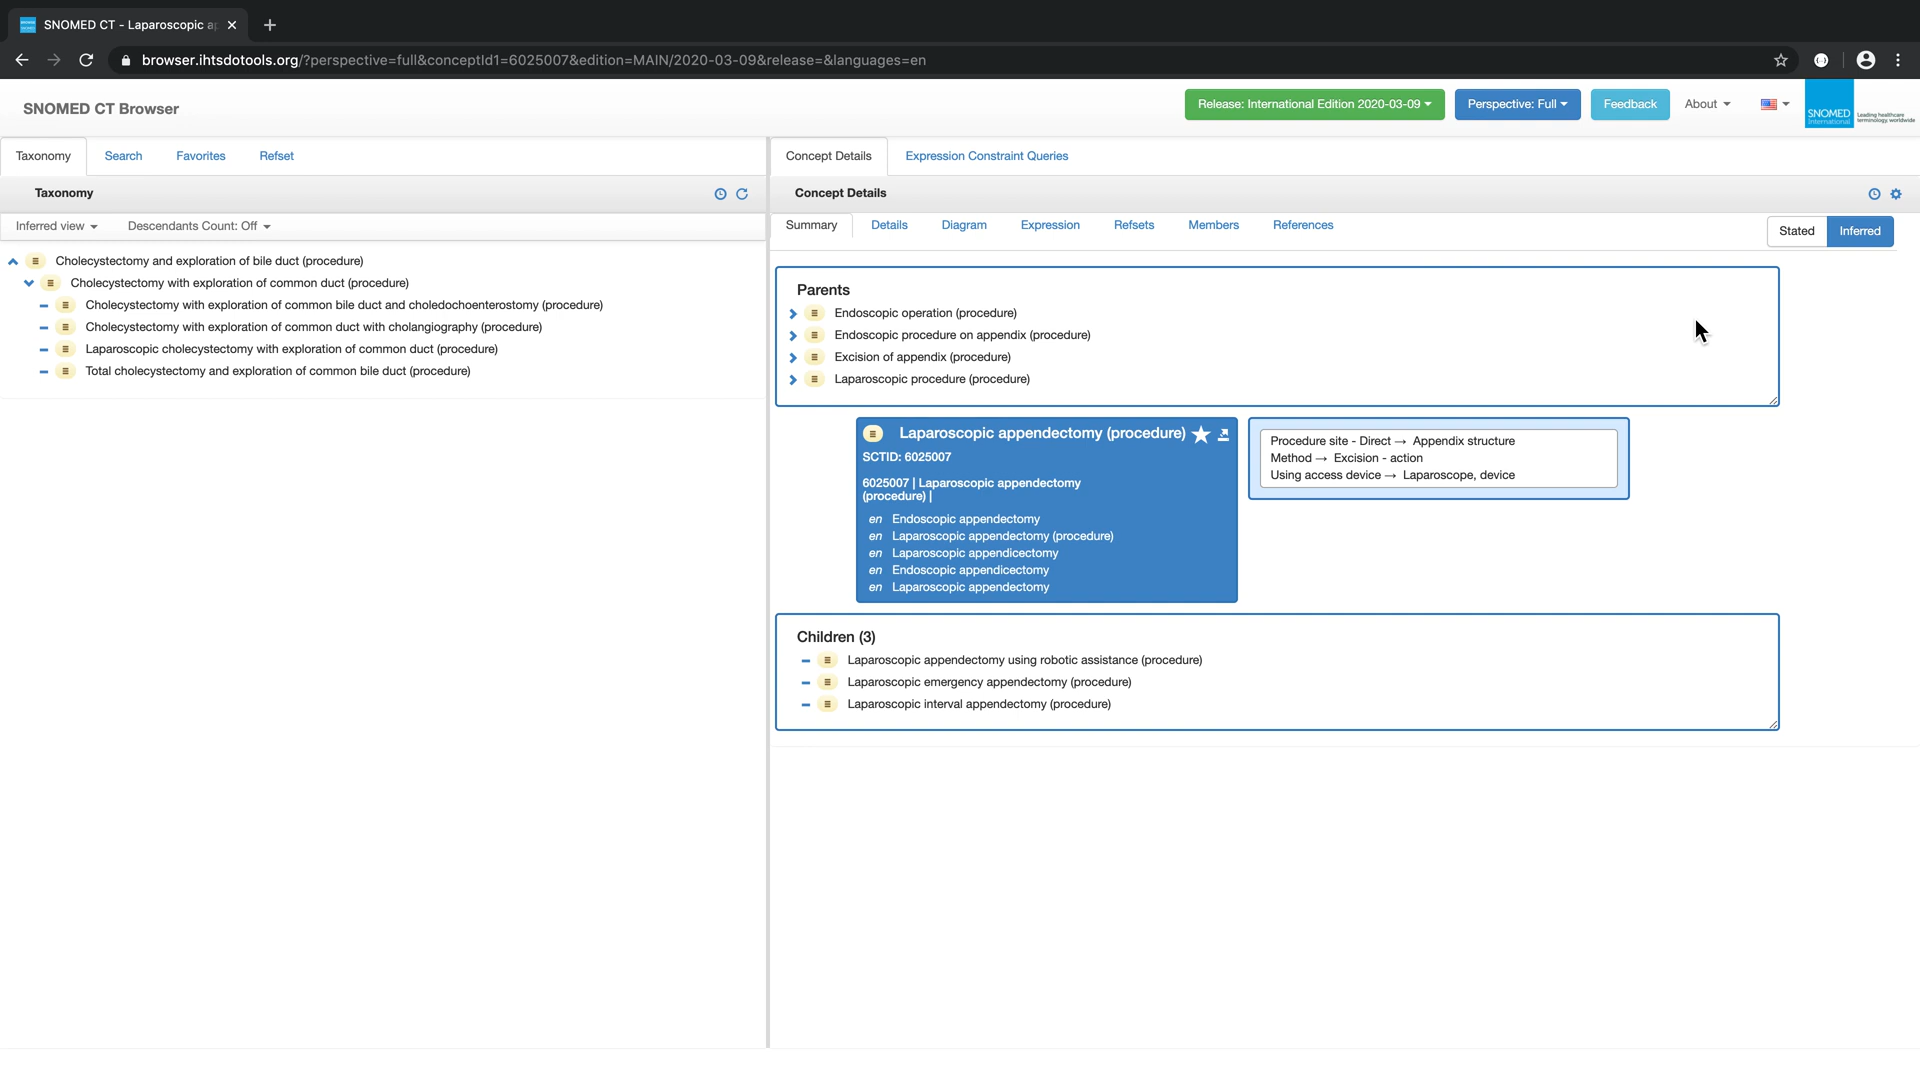 SNOMED CT - Laparoscopic ap
browser.ihtsdotools.org/?perspective=full&conceptId1=6025007&edition=MAIN/2020-03-09&release=&languages=en
SNOMED CT Browser
Release: International Edition 2020-03-09
Perspective: Full
Feedback
About
SNOMED
International
Leading healthcare
terminology, worldwide
Taxonomy
Search
Favorites
Refset
Taxonomy
Inferred view
Descendants Count: Off
Cholecystectomy and exploration of bile duct (procedure)
Cholecystectomy with exploration of common duct (procedure)
Cholecystectomy with exploration of common bile duct and choledochoenterostomy (procedure)
Cholecystectomy with exploration of common duct with cholangiography (procedure)
Laparoscopic cholecystectomy with exploration of common duct (procedure)
Total cholecystectomy and exploration of common bile duct (procedure)
Concept Details
Expression Constraint Queries
Concept Details
Summary
Details
Diagram
Expression
Refsets
Members
References
Stated
Inferred
Parents
Endoscopic operation (procedure)
Endoscopic procedure on appendix (procedure)
Excision of appendix (procedure)
Laparoscopic procedure (procedure)
Laparoscopic appendectomy (procedure)
SCTID: 6025007
6025007 | Laparoscopic appendectomy
(procedure) |
en Endoscopic appendectomy
en Laparoscopic appendectomy (procedure)
en Laparoscopic appendicectomy
en Endoscopic appendicectomy
en Laparoscopic appendectomy
Procedure site - Direct → Appendix structure
Method → Excision - action
Using access device → Laparoscope, device
Children (3)
Laparoscopic appendectomy using robotic assistance (procedure)
Laparoscopic emergency appendectomy (procedure)
Laparoscopic interval appendectomy (procedure)